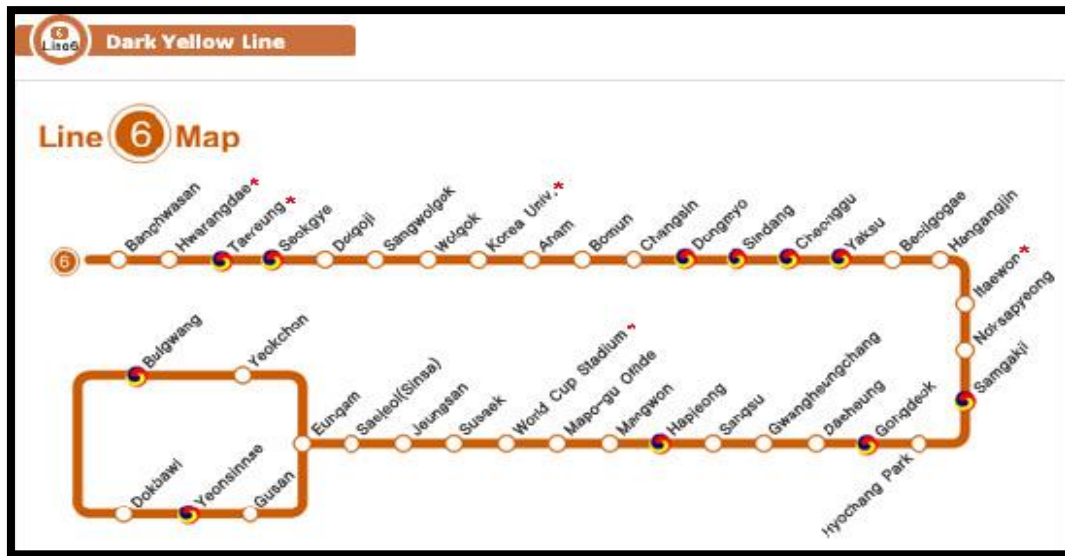 6
Line6
Dark Yellow Line
Line 6 Map
6
Banghwasan
Hwarangdae*
Taereung*
Seokgye
Dolgoji
Sangwolgok
Wolgok
Korea Univ.*
Anam
Bomun
Changsin
Dongmyo
Sindang
Cheonggu
Yaksu
Beotigogae
Hangangjin
Itaewon*
Noksapyeong
Samgakji
Hyochang Park
Gongdeok
Daeheung
Gwangheungchang
Sangsu
Hapjeong
Mangwon
Mapo-gu Office
World Cup Stadium*
Susaek
Jeungsan
Saejeol(Sinsa)
Eungam
Yeokchon
Bulgwang
Dokbawi
Yeonsinnae
Gusan